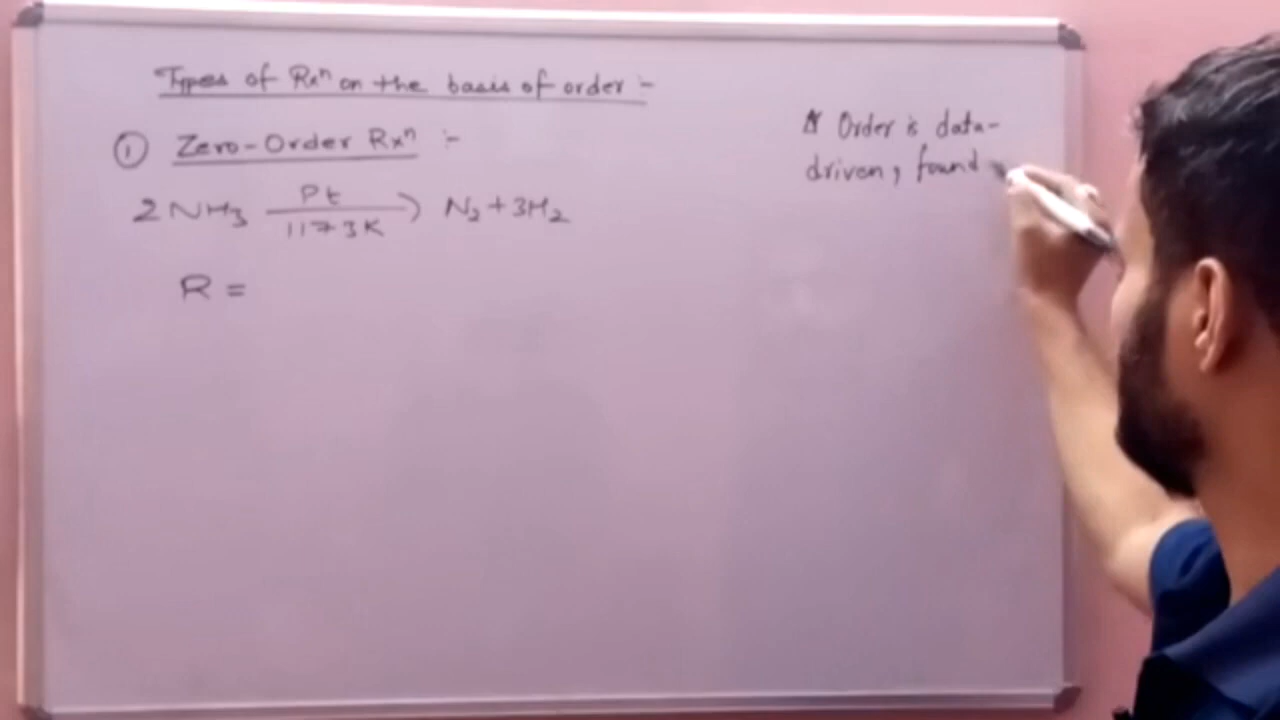 Types of Rxⁿ on the basis of order :-
① Zero-Order Rxⁿ :-
2NH₃ Pt/1173K → N₂ + 3H₂
R =
* Order is data-
driven, found